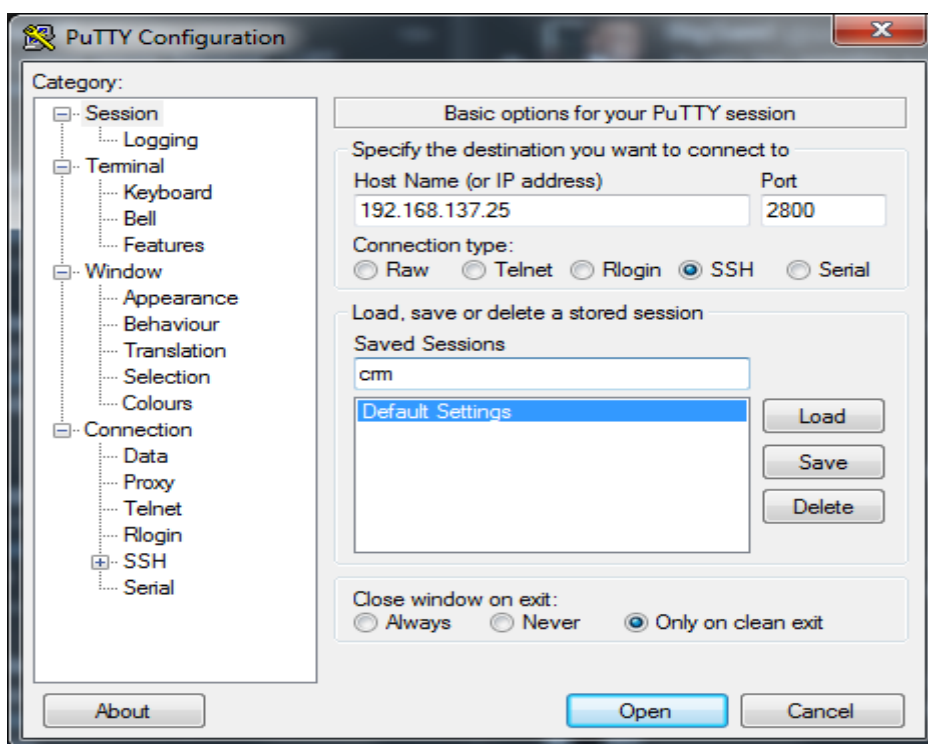 PuTTY Configuration
Category:
Session
Logging
Terminal
Keyboard
Bell
Features
Window
Appearance
Behaviour
Translation
Selection
Colours
Connection
Data
Proxy
Telnet
Rlogin
SSH
Serial
Basic options for your PuTTY session
Specify the destination you want to connect to
Host Name (or IP address) Port
192.168.137.25 2800
Connection type:
Raw Telnet Rlogin SSH Serial
Load, save or delete a stored session
Saved Sessions
crm
Default Settings
Load
Save
Delete
Close window on exit:
Always Never Only on clean exit
About Open Cancel